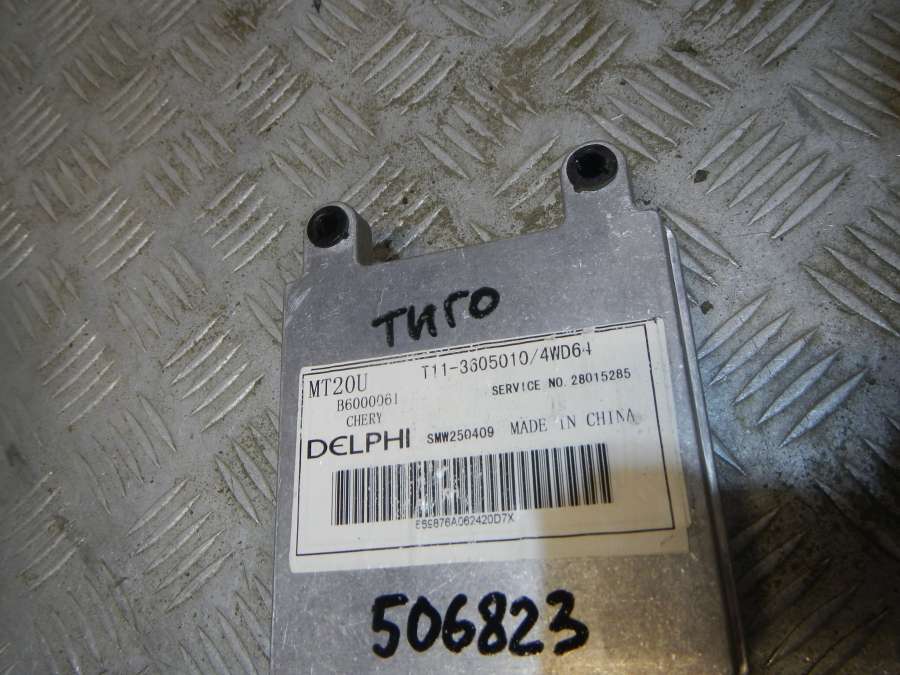 тиго
MT20U T11-3605010/4WD64
B6000961 SERVICE NO. 28015285
CHERY
DELPHI SMW250409 MADE IN CHINA
E59876A062420D7X
506823